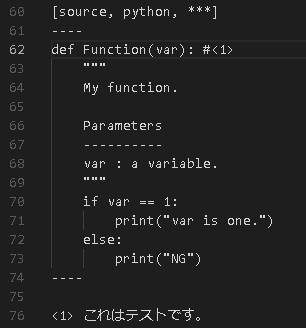 60 [source, python, ***]
61 ----
62 def Function(var): #<1>
63     """
64     My function.
65
66     Parameters
67     ----------
68     var : a variable.
69     """
70     if var == 1:
71         print("var is one.")
72     else:
73         print("NG")
74 ----
75
76 <1> これはテストです。